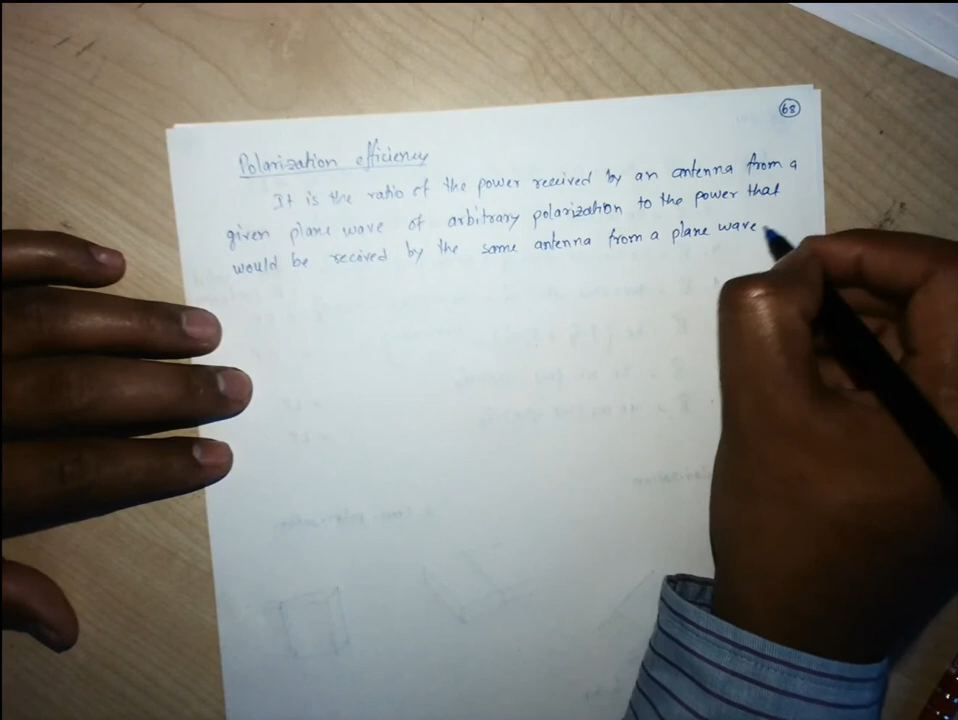 68
Polarization efficiency
It is the ratio of the power received by an antenna from a
given plane wave of arbitrary polarization to the power that
would be recived by the same antenna from a plane wave